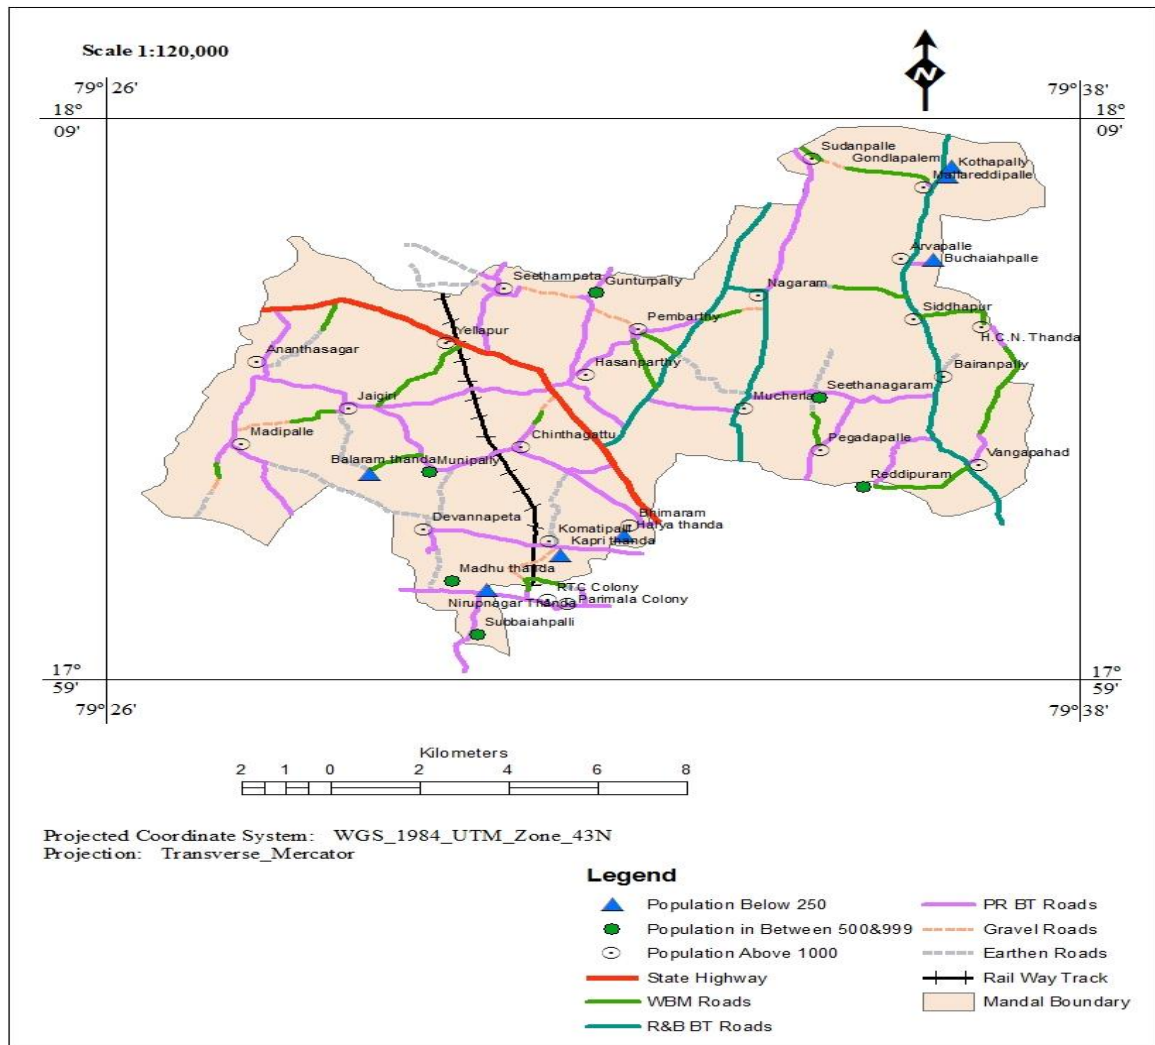 Scale 1:120,000
N
79° 26'
79° 38'
18°
09'
18°
09'
Sudanpalle
Gondlapalem
Kothapally
Mallareddipalle
Arvapalle
Buchaiahpalle
Seethampeta
Gunturpally
Nagaram
Siddhapur
Pembarthy
H.C.N. Thanda
Yellapur
Ananthasagar
Hasanparthy
Bairanpally
Seethanagaram
Jaigiri
Mucherla
Chinthagattu
Madipalle
Pegadapalle
Balaram thanda
Munipally
Vangapahad
Reddipuram
Devannapeta
Bhimaram
Harya thanda
Komatipalli
Kapri thanda
Madhu thanda
RTC Colony
Nirupnagar Thanda
Parimala Colony
Subbaiahpalli
17°
59'
17°
59'
79° 26'
79° 38'
Kilometers
2 1 0 2 4 6 8
Projected Coordinate System: WGS_1984_UTM_Zone_43N
Projection: Transverse_Mercator
Legend
Population Below 250
Population in Between 500&999
Population Above 1000
State Highway
WBM Roads
R&B BT Roads
PR BT Roads
Gravel Roads
Earthen Roads
Rail Way Track
Mandal Boundary